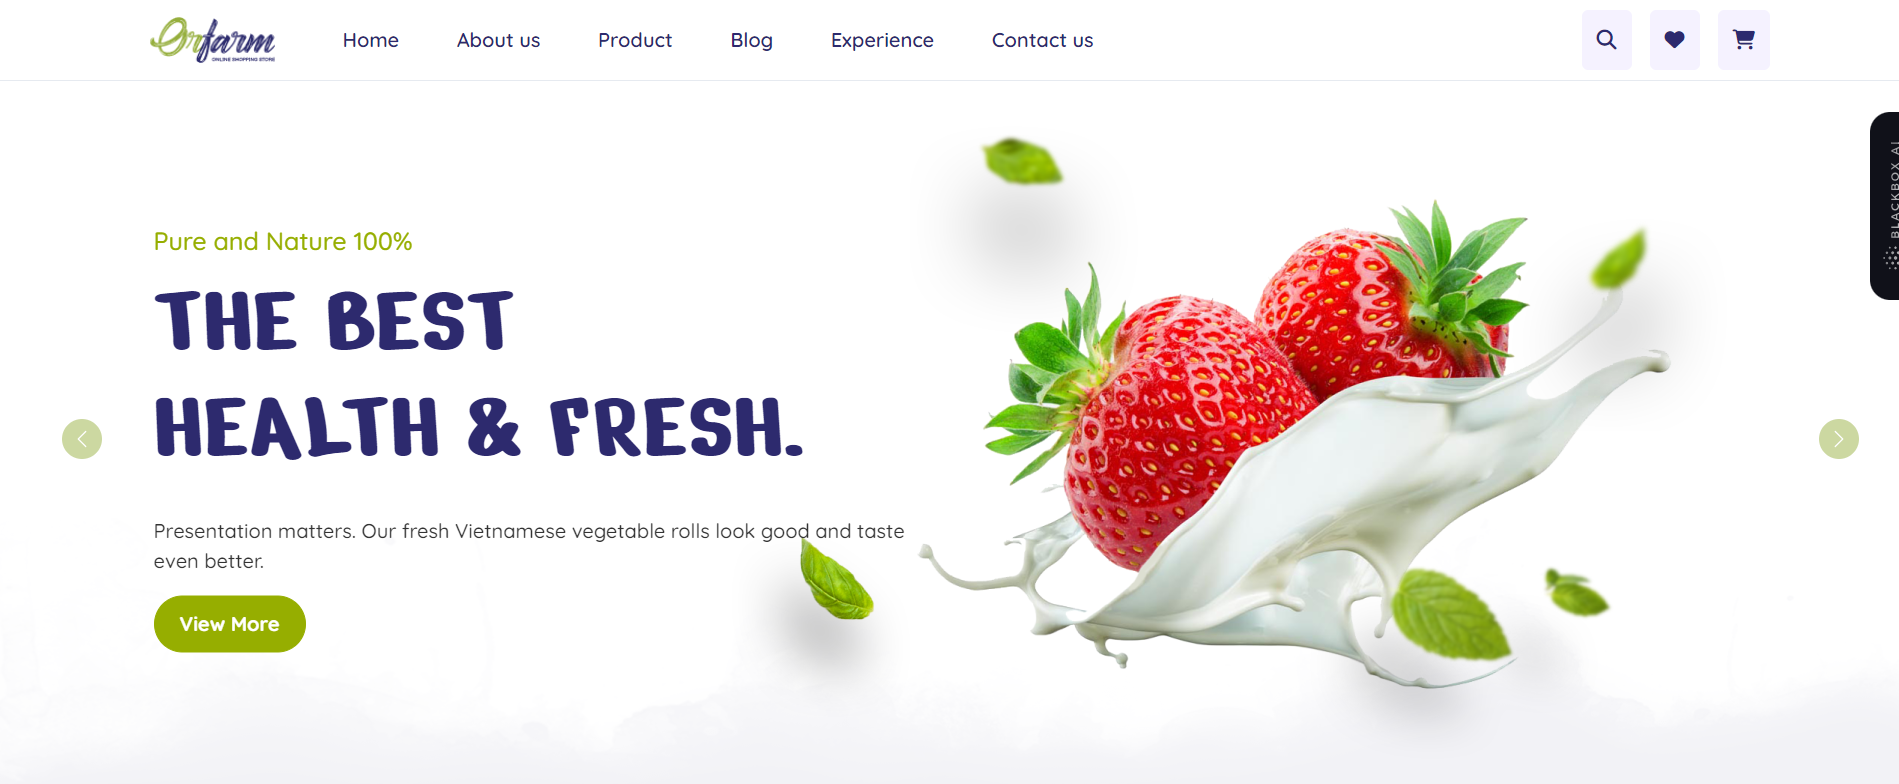 Orfarm
ONLINE SHOPPING STORE
Home
About us
Product
Blog
Experience
Contact us
BLACKBOX AI
Pure and Nature 100%
THE BEST
HEALTH & FRESH.
Presentation matters. Our fresh Vietnamese vegetable rolls look good and taste
even better.
View More